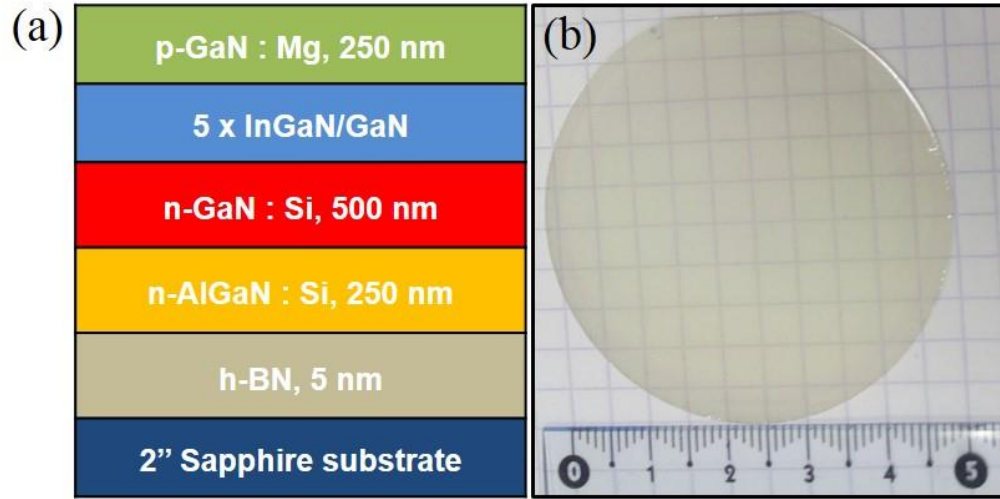 (a)
p-GaN : Mg, 250 nm
5 x InGaN/GaN
n-GaN : Si, 500 nm
n-AlGaN : Si, 250 nm
h-BN, 5 nm
2” Sapphire substrate
(b)
0 1 2 3 4 5